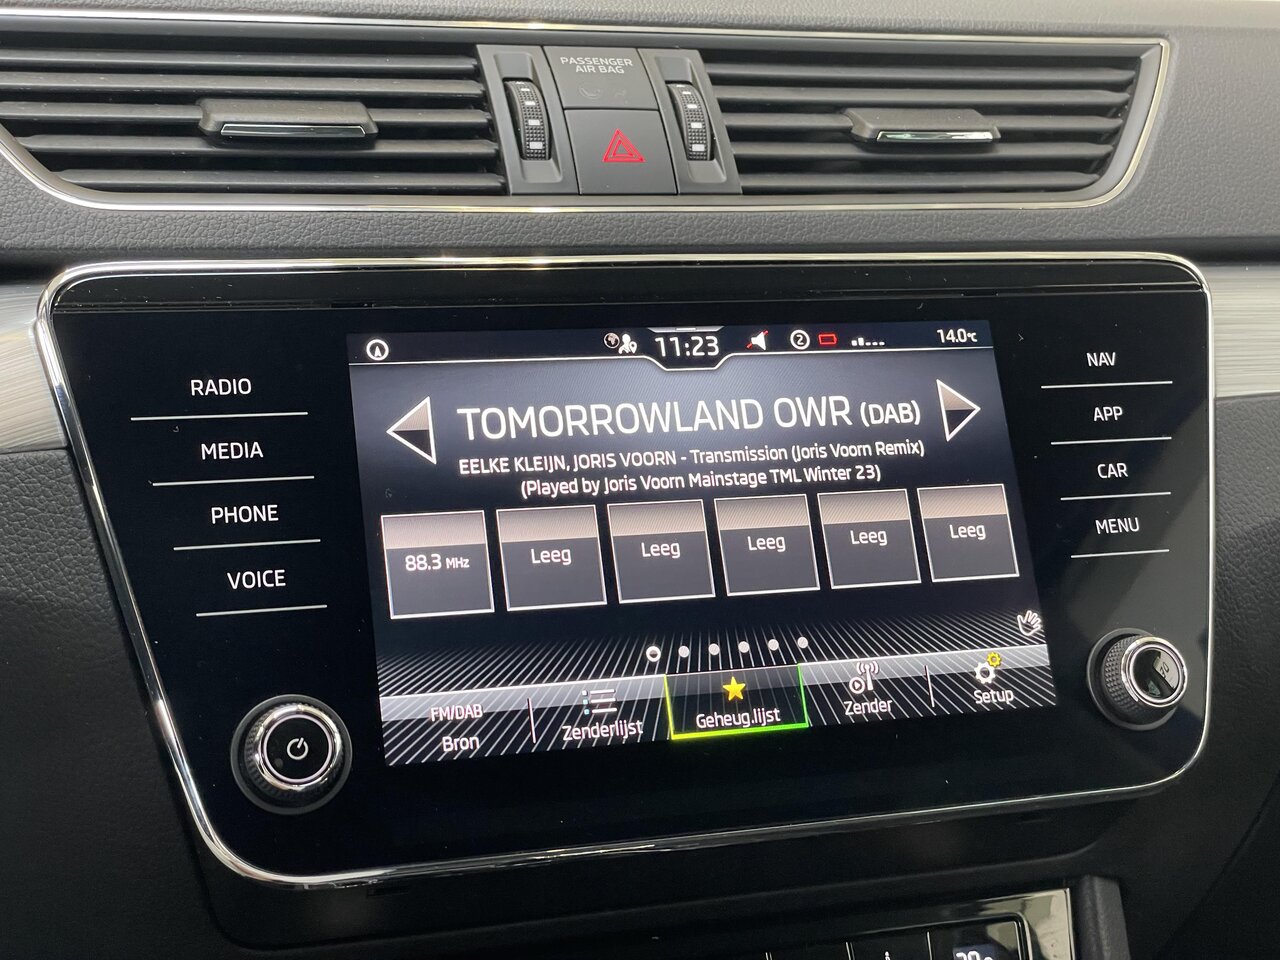 PASSENGER
AIR BAG
RADIO
MEDIA
PHONE
VOICE
11:23
2
14.0°C
TOMORROWLAND OWR (DAB)
EELKE KLEIJN, JORIS VOORN - Transmission (Joris Voorn Remix)
(Played by Joris Voorn Mainstage TML Winter 23)
88.3 MHz
Leeg
Leeg
Leeg
Leeg
Leeg
FM/DAB
Bron
Zenderlijst
Geheug.lijst
Zender
Setup
NAV
APP
CAR
MENU